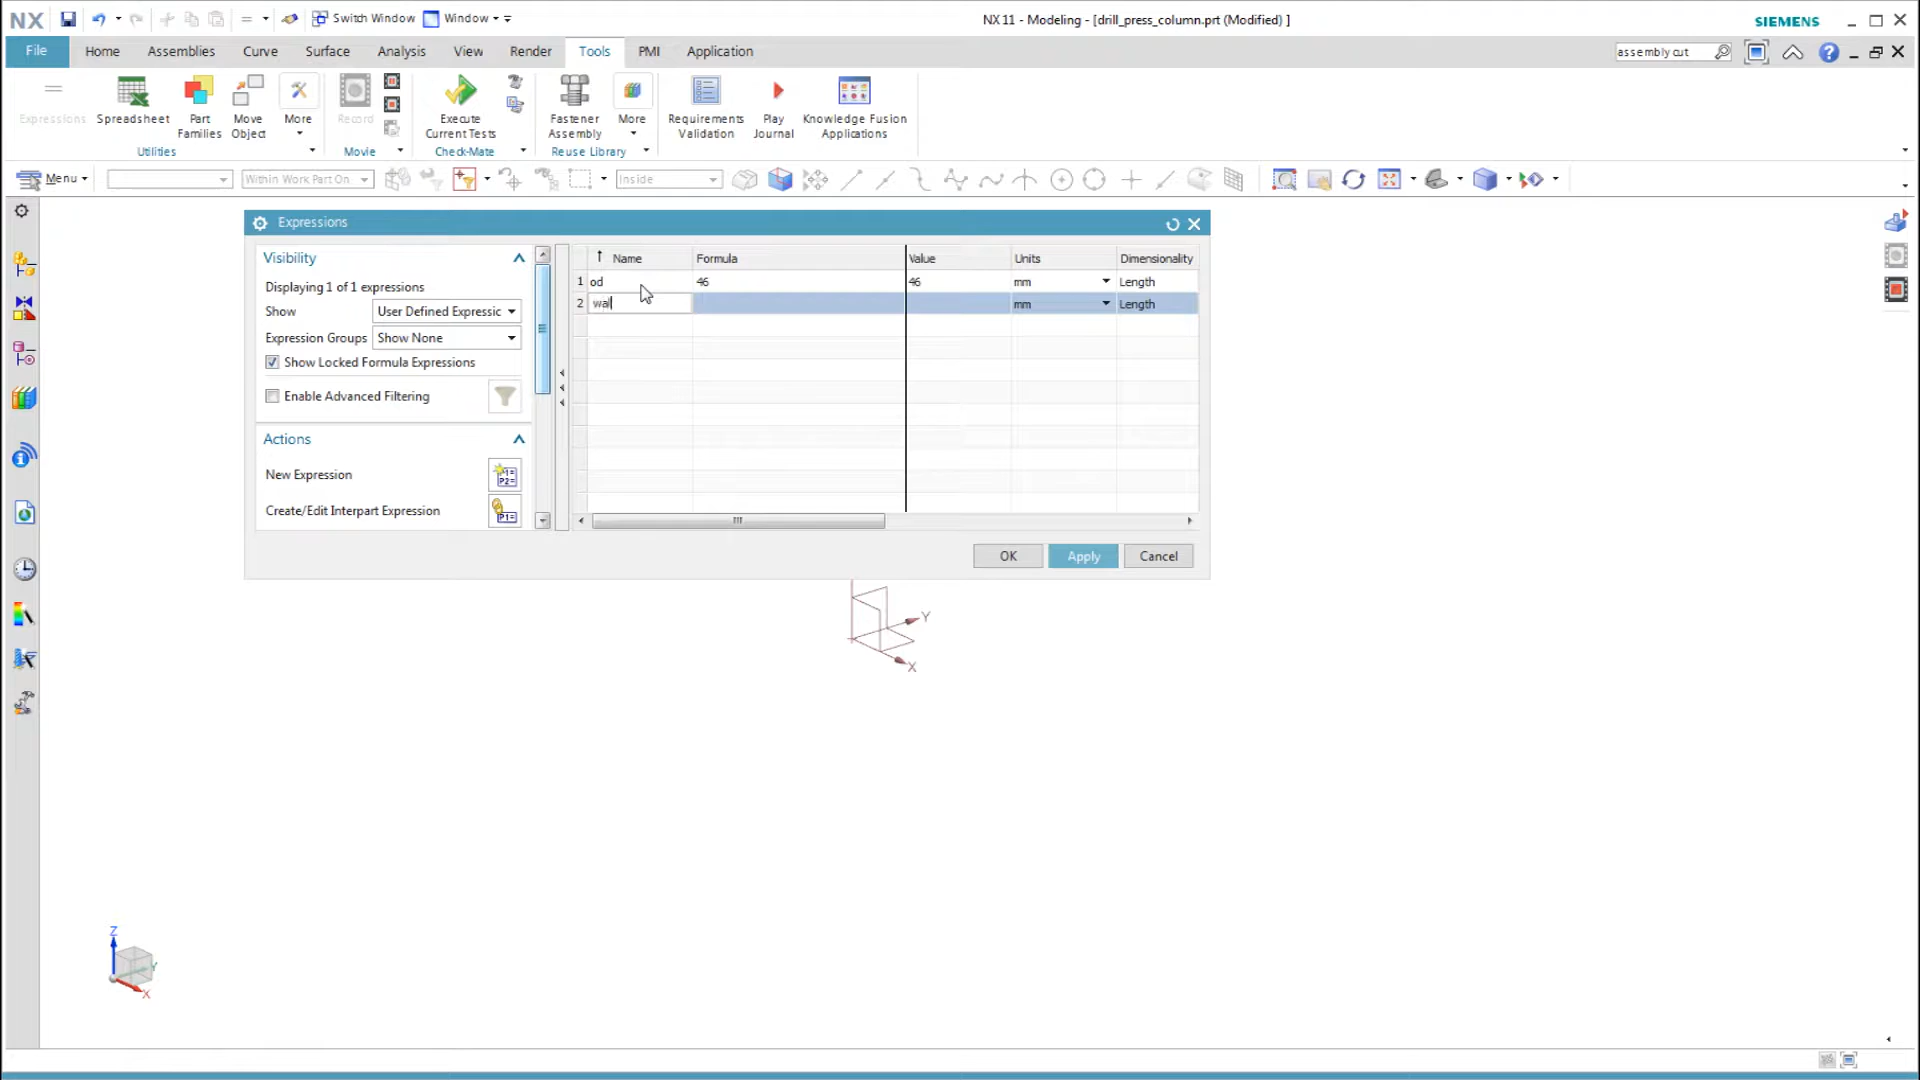 NX
Switch Window
Window
NX 11 - Modeling - [drill_press_column.prt (Modified) ]
SIEMENS
File
Home
Assemblies
Curve
Surface
Analysis
View
Render
Tools
PMI
Application
assembly cut
Expressions
Spreadsheet
Part
Families
Move
Object
More
Record
Execute
Current Tests
Fastener
Assembly
More
Requirements
Validation
Play
Journal
Knowledge Fusion
Applications
Utilities
Movie
Check-Mate
Reuse Library
Menu
Within Work Part On
Inside
Expressions
Visibility
Displaying 1 of 1 expressions
Show
User Defined Expressic
Expression Groups
Show None
Show Locked Formula Expressions
Enable Advanced Filtering
Actions
New Expression
Create/Edit Interpart Expression
Name Formula Value Units Dimensionality
1 od 46 46 mm Length
2 wal mm Length
OK
Apply
Cancel
Y
X
Z
Y
X